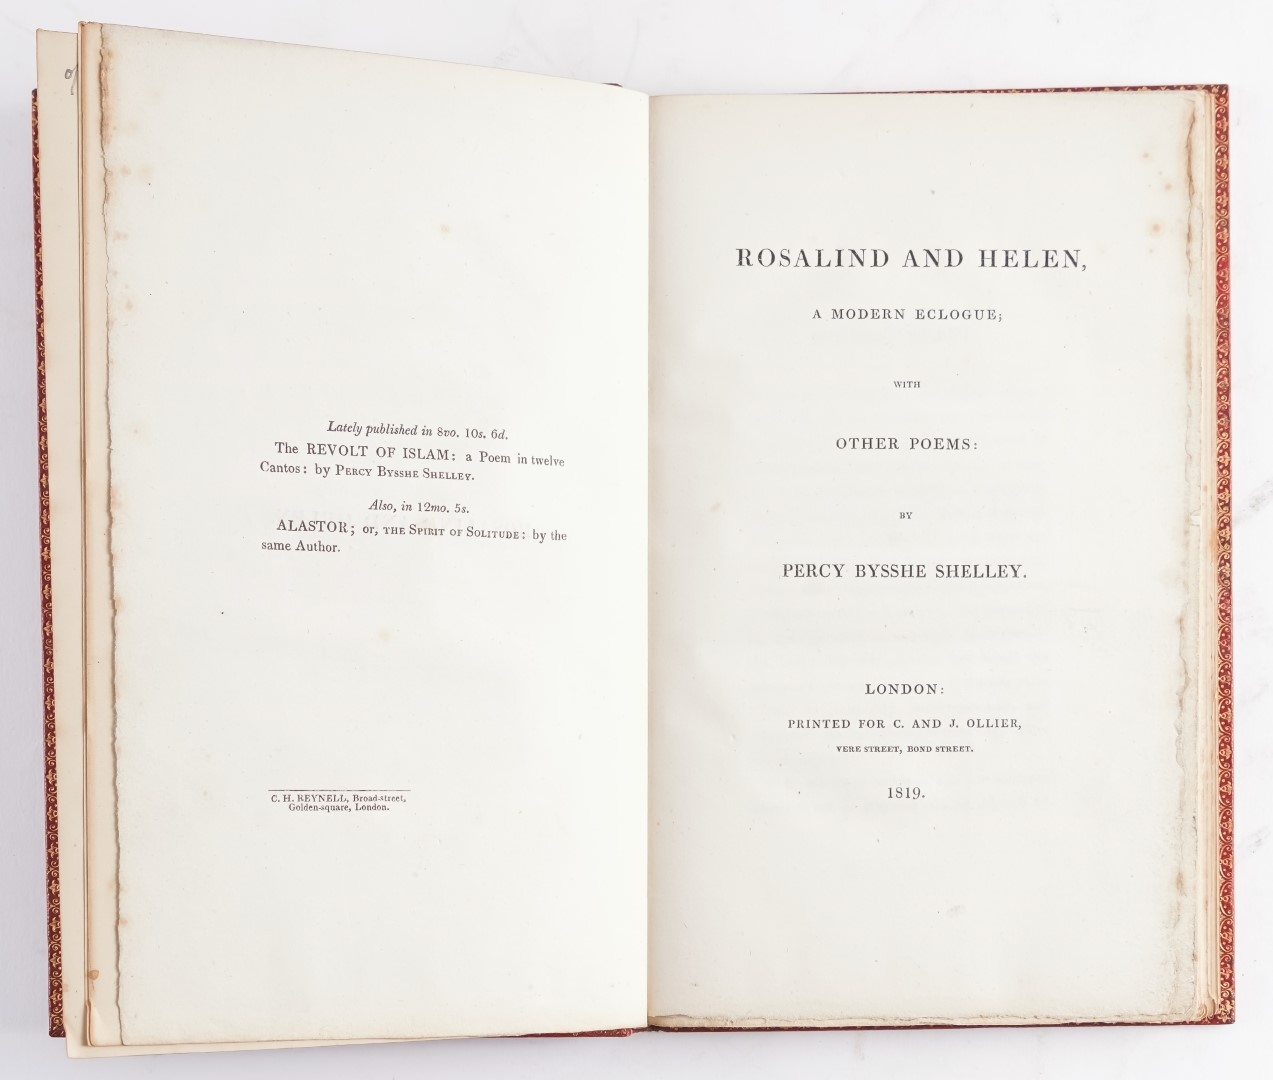 Lately published in 8vo. 10s. 6d.
The REVOLT OF ISLAM: a Poem in twelve
Cantos: by PERCY BYSSHE SHELLEY.
Also, in 12mo. 5s.
ALASTOR; or, THE SPIRIT OF SOLITUDE: by the
same Author.
C. H. REYNELL, Broad-street,
Golden-square, London.
ROSALIND AND HELEN,
A MODERN ECLOGUE;
WITH
OTHER POEMS:
BY
PERCY BYSSHE SHELLEY.
LONDON:
PRINTED FOR C. AND J. OLLIER,
VERE STREET, BOND STREET.
1819.